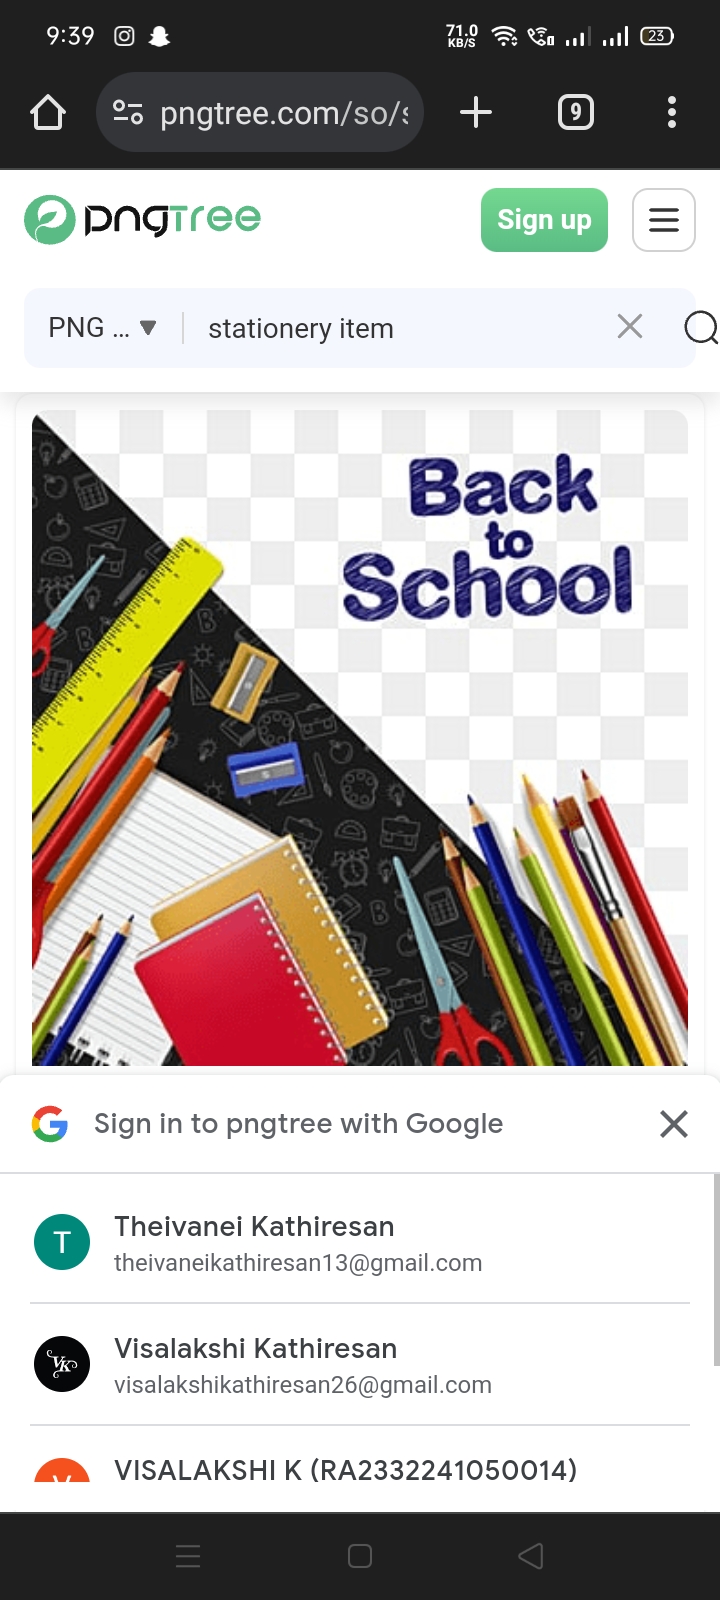 9:39
71.0
KB/S
23
pngtree.com/so/s
9
pngtree
Sign up
PNG ...
stationery item
Back
to
School
Sign in to pngtree with Google
T
Theivanei Kathiresan
theivaneikathiresan13@gmail.com
VK
Visalakshi Kathiresan
visalakshikathiresan26@gmail.com
V
VISALAKSHI K (RA2332241050014)